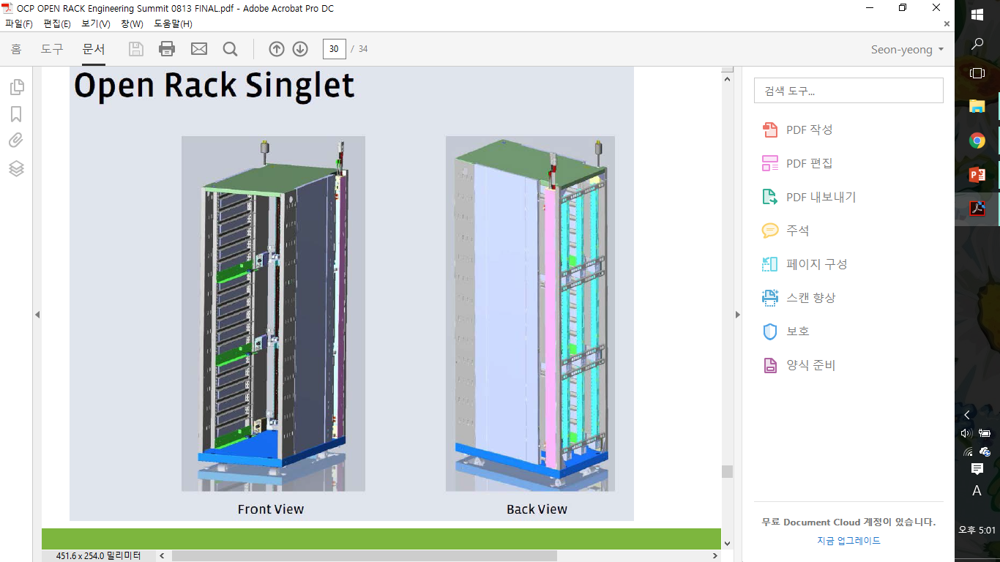 OCP OPEN RACK Engineering Summit 0813 FINAL.pdf - Adobe Acrobat Pro DC
파일(F) 편집(E) 보기(V) 창(W) 도움말(H)
홈 도구 문서 30 / 34 Seon-yeong
Open Rack Singlet
Front View Back View
451.6 x 254.0 밀리미터
검색 도구...
PDF 작성
PDF 편집
PDF 내보내기
주석
페이지 구성
스캔 향상
보호
양식 준비
무료 Document Cloud 계정이 있습니다.
지금 업그레이드
A
오후 5:01